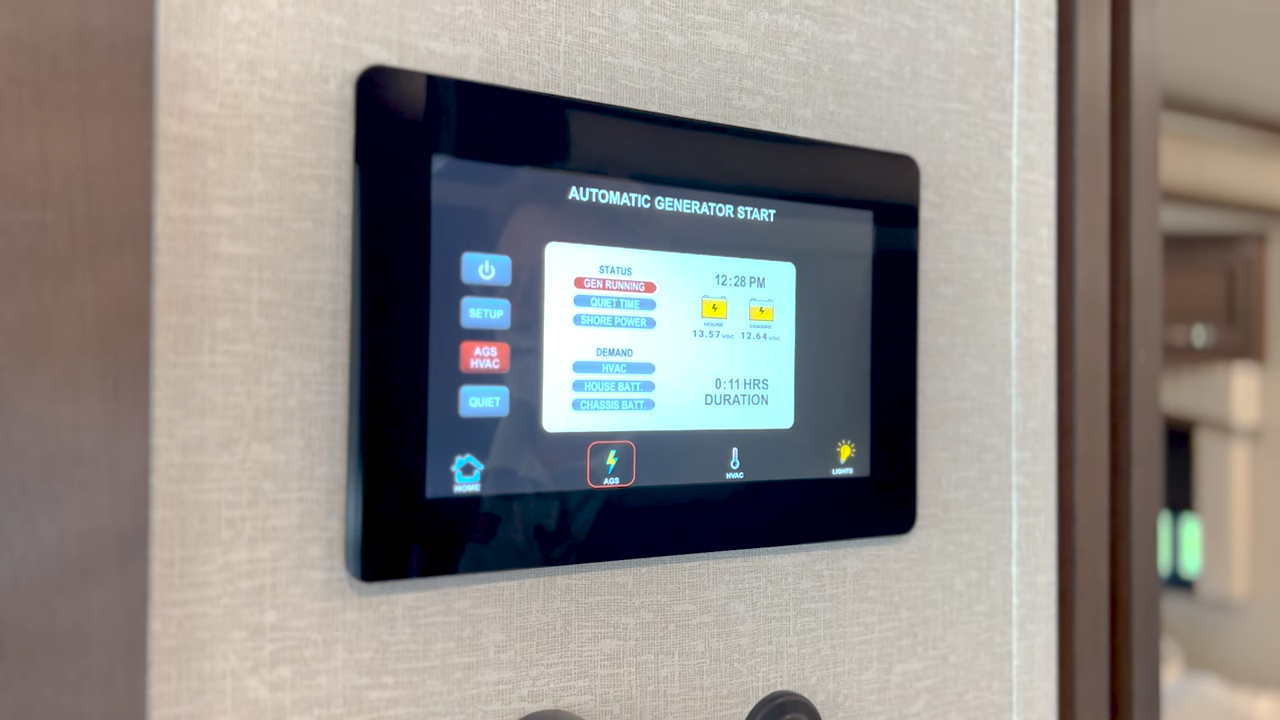 AUTOMATIC GENERATOR START
SETUP
AGS
HVAC
QUIET
STATUS
GEN RUNNING
QUIET TIME
SHORE POWER
DEMAND
HVAC
HOUSE BATT.
CHASSIS BATT.
12:28 PM
HOUSE
13.57 VDC
CHASSIS
12.64 VDC
0:11 HRS
DURATION
HOME
AGS
HVAC
LIGHTS